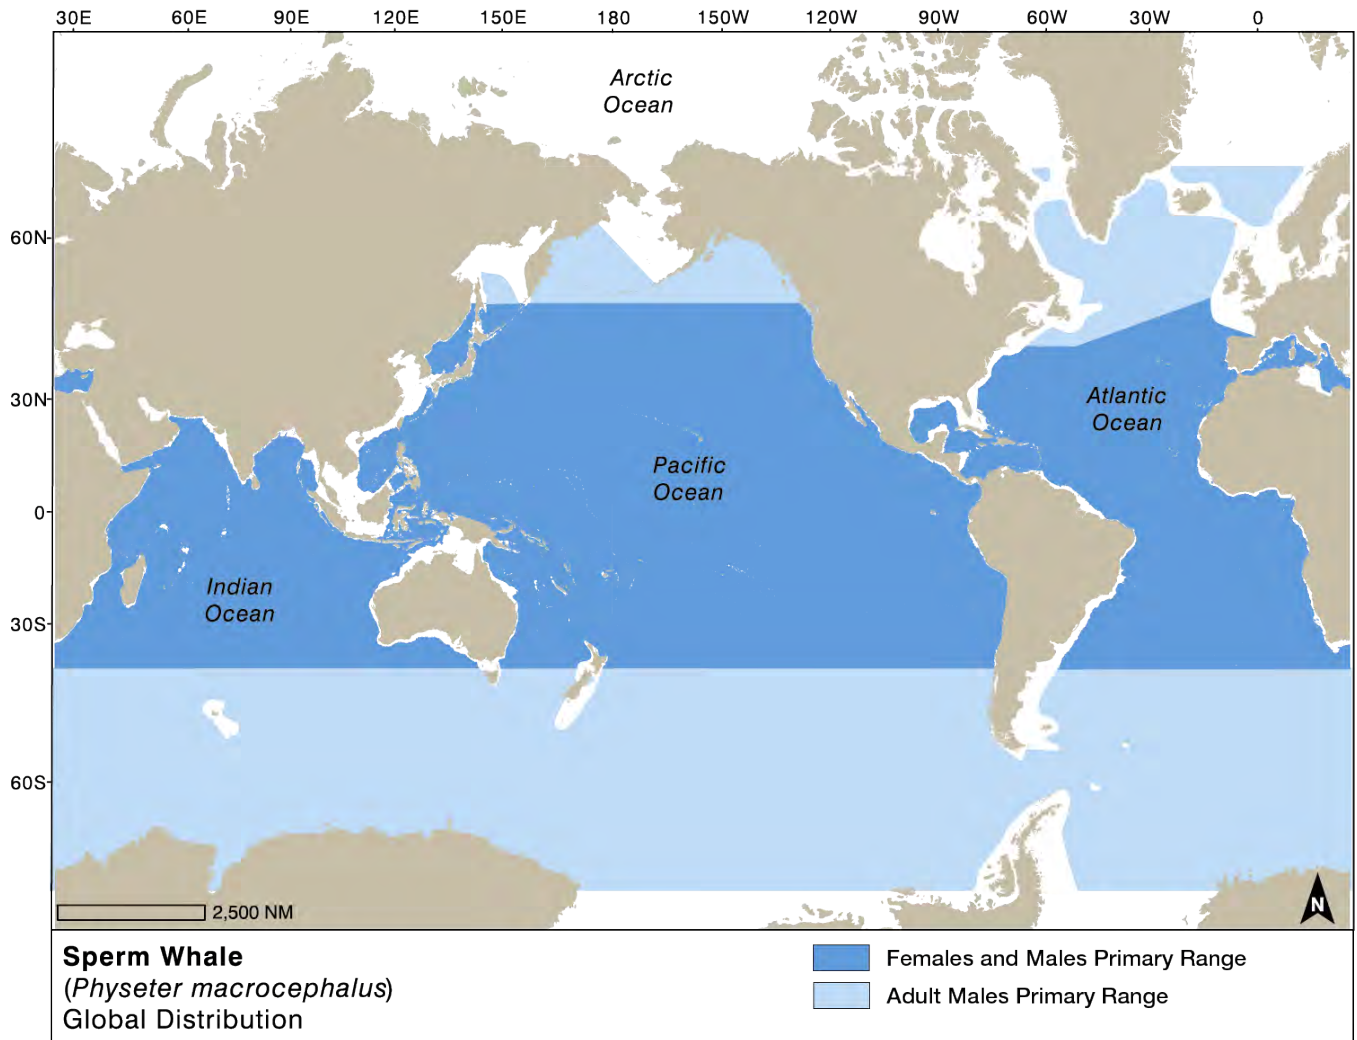 30E 60E 90E 120E 150E 180 150W 120W 90W 60W 30W 0
Arctic
Ocean
60N
30N
Atlantic
Ocean
Pacific
Ocean
0
Indian
Ocean
30S
60S
N
2,500 NM
Sperm Whale
(Physeter macrocephalus)
Global Distribution
Females and Males Primary Range
Adult Males Primary Range